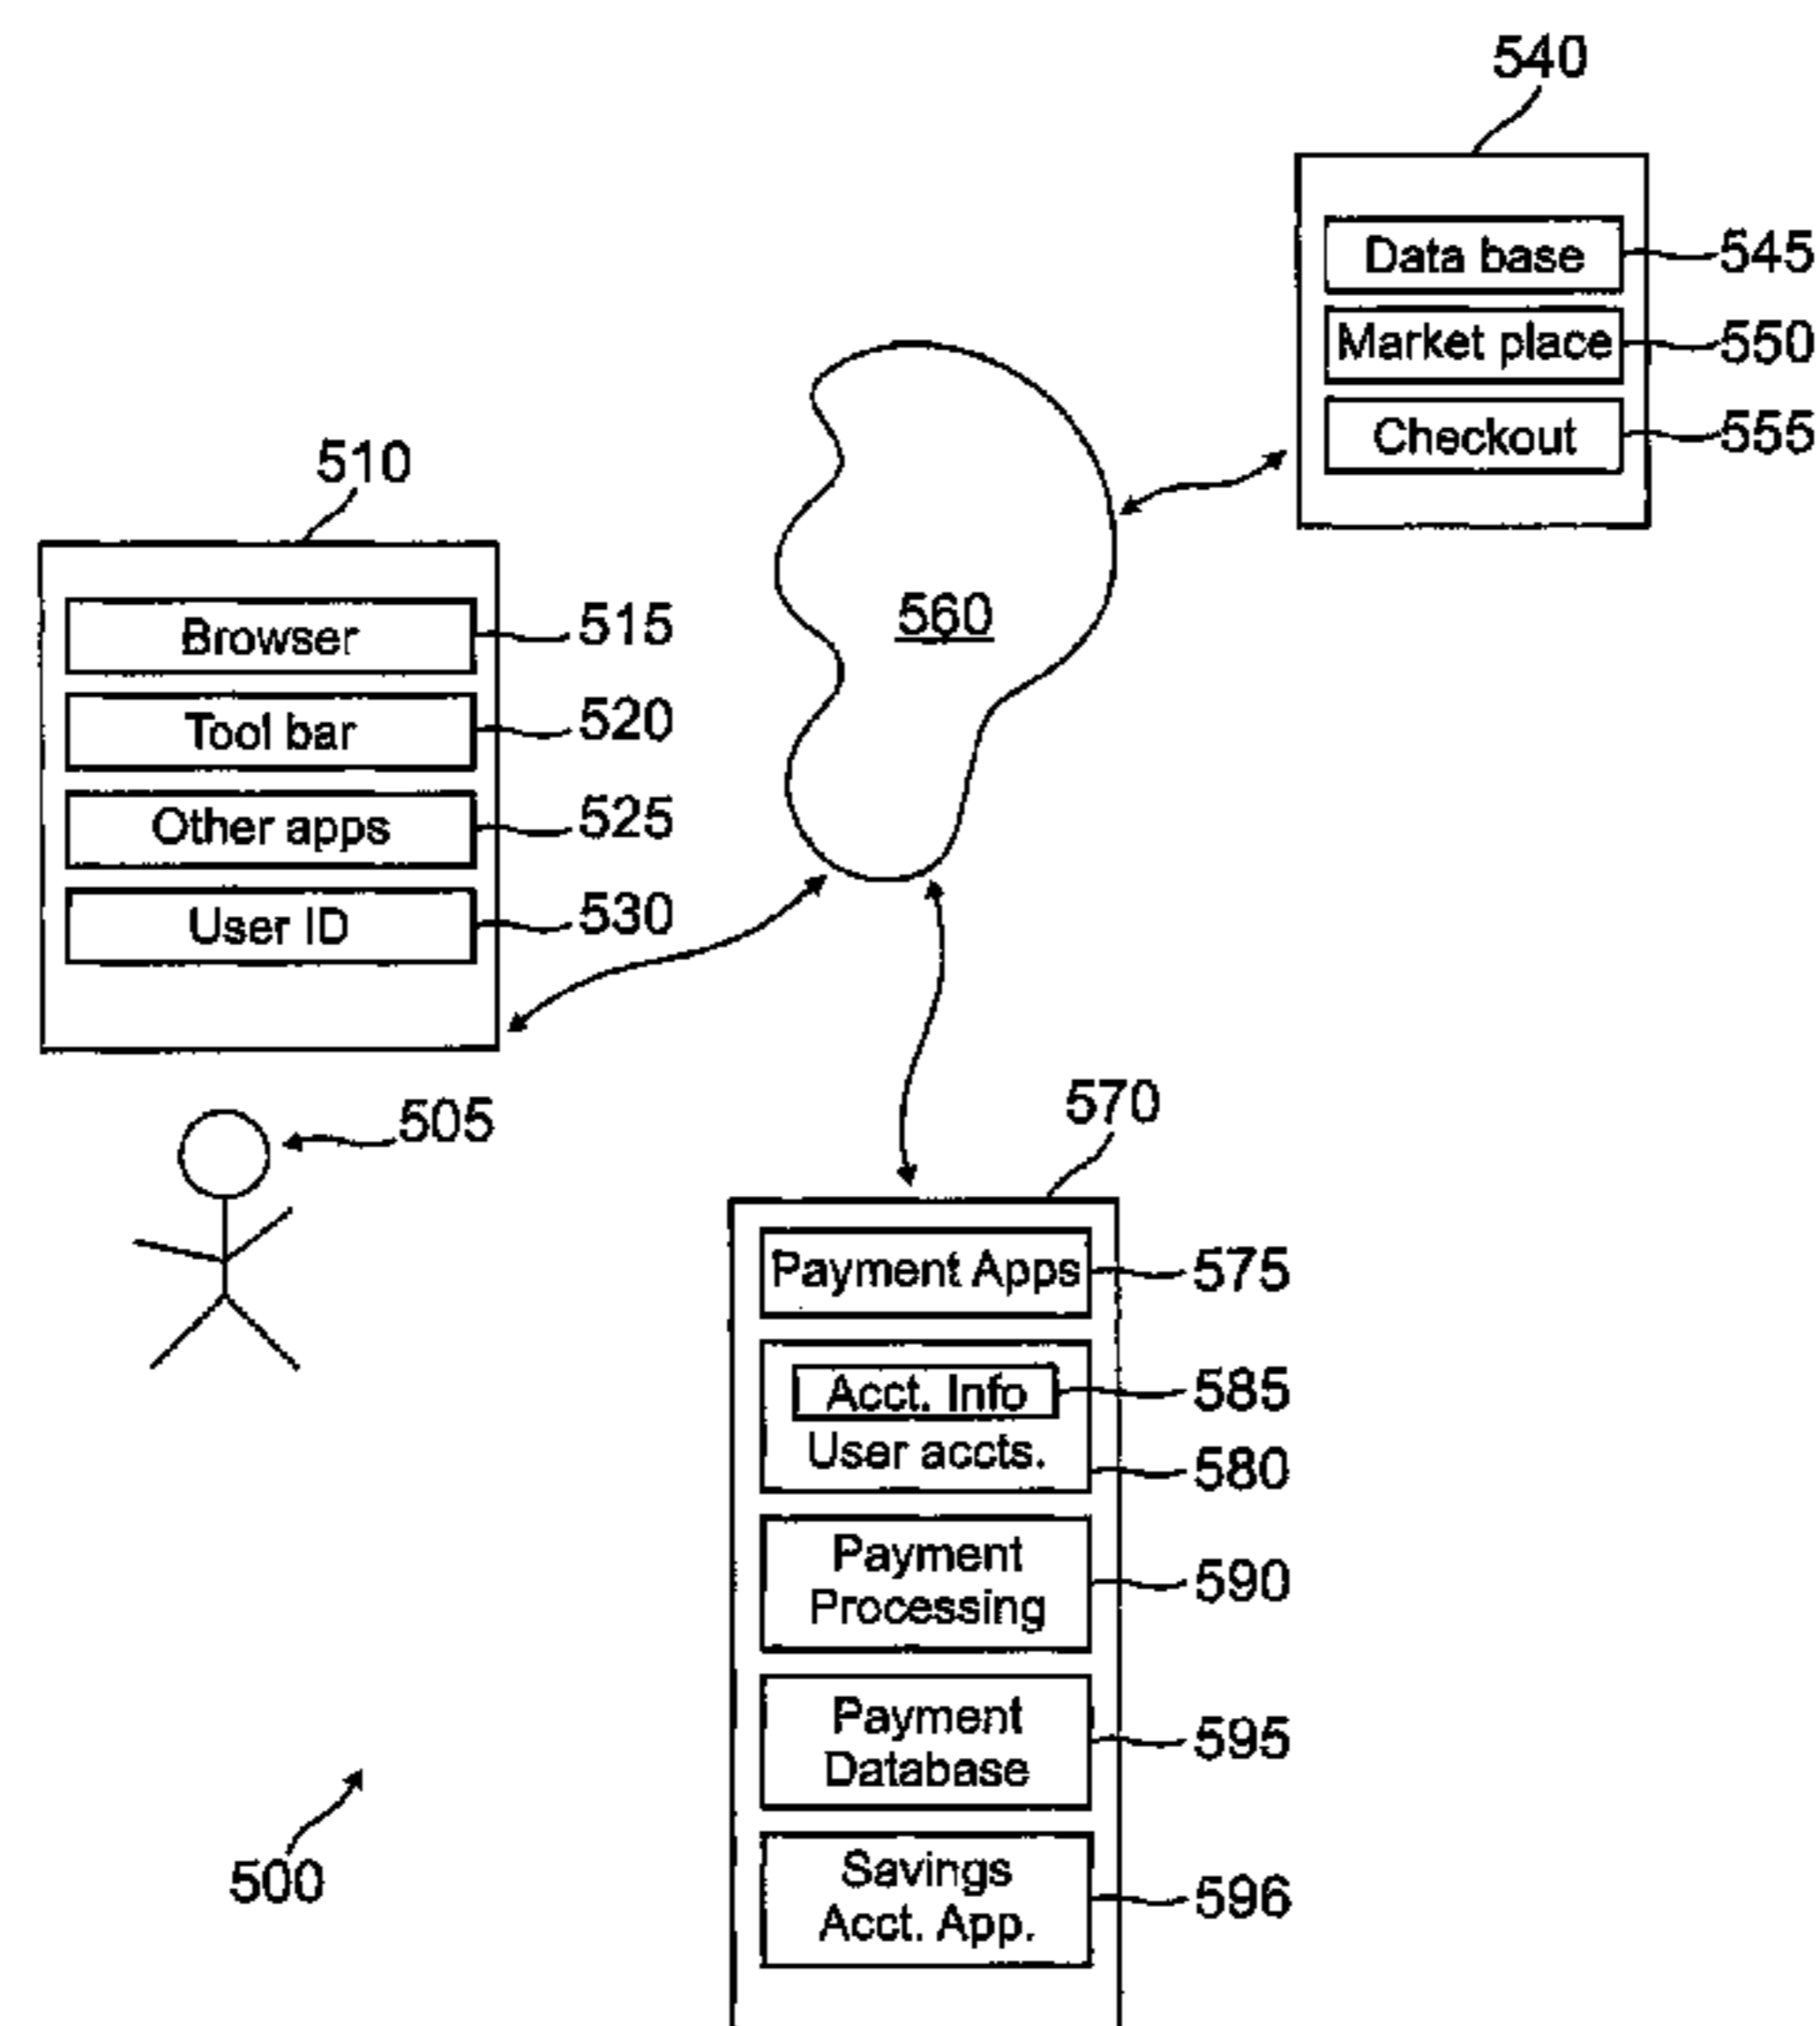 540
Data base 545
Market place 550
Checkout 555
510
Browser 515
Tool bar 520
Other apps 525
User ID 530
560
505
570
Payment Apps 575
Acct. Info 585
User accts. 580
Payment
Processing 590
Payment
Database 595
Savings
Acct. App. 596
500